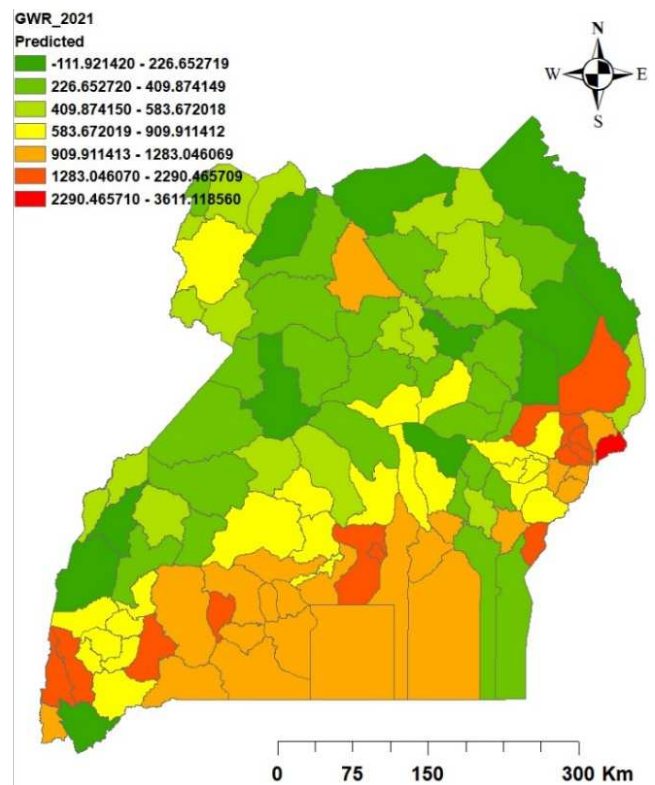 GWR_2021
Predicted
-111.921420 - 226.652719
226.652720 - 409.874149
409.874150 - 583.672018
583.672019 - 909.911412
909.911413 - 1283.046069
1283.046070 - 2290.465709
2290.465710 - 3611.118560
N
W E
S
0 75 150 300 Km